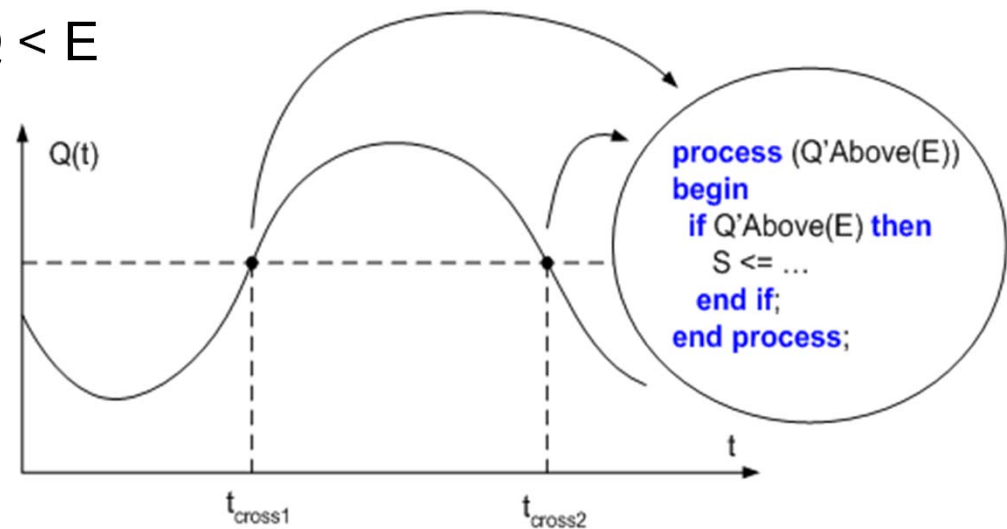 < E
Q(t)
process (Q'Above(E))
begin
if Q'Above(E) then
S <= ...
end if;
end process;
t
tcross1
tcross2